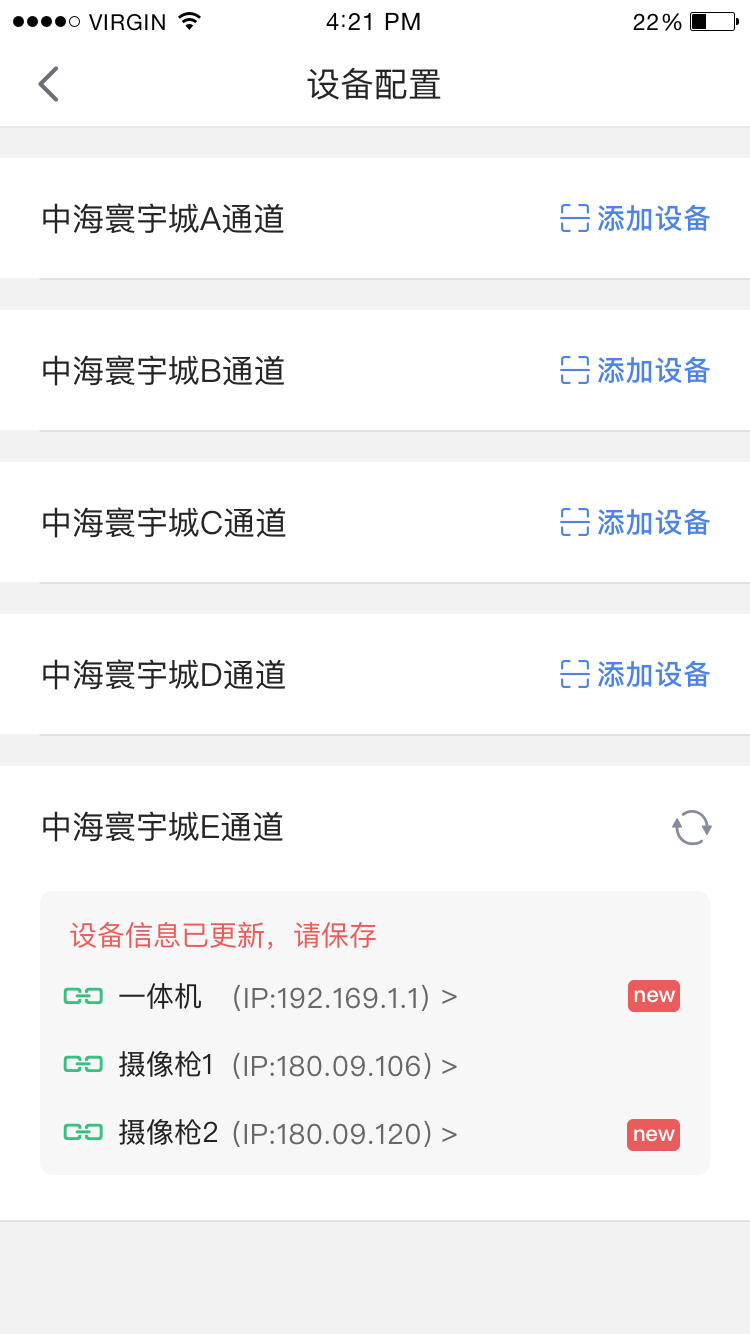 VIRGIN 4:21 PM 22%
设备配置
中海寰宇城A通道 添加设备
中海寰宇城B通道 添加设备
中海寰宇城C通道 添加设备
中海寰宇城D通道 添加设备
中海寰宇城E通道
设备信息已更新，请保存
一体机 (IP:192.169.1.1) > new
摄像枪1 (IP:180.09.106) >
摄像枪2 (IP:180.09.120) > new